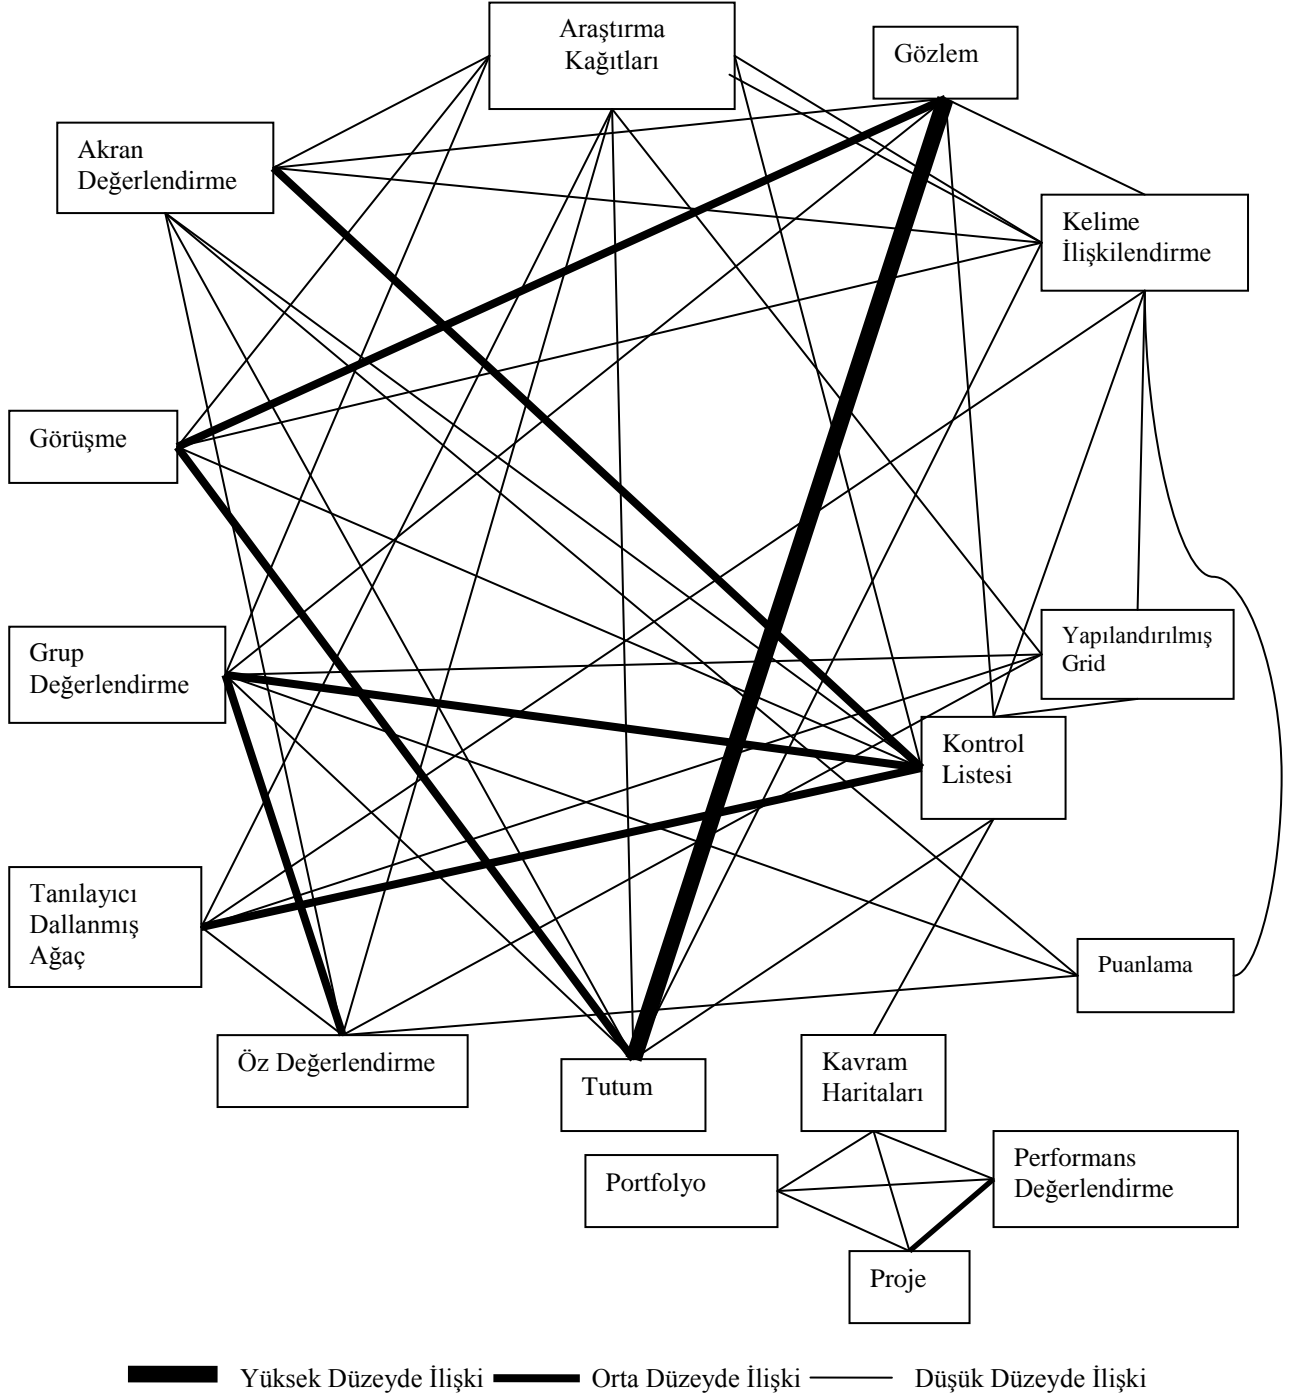 Araştırma
Kağıtları
Gözlem
Akran
Değerlendirme
Kelime
İlişkilendirme
Görüşme
Yapılandırılmış
Grid
Grup
Değerlendirme
Kontrol
Listesi
Tanılayıcı
Dallanmış
Ağaç
Puanlama
Öz Değerlendirme
Tutum
Kavram
Haritaları
Portfolyo
Performans
Değerlendirme
Proje
Yüksek Düzeyde İlişki
Orta Düzeyde İlişki
Düşük Düzeyde İlişki